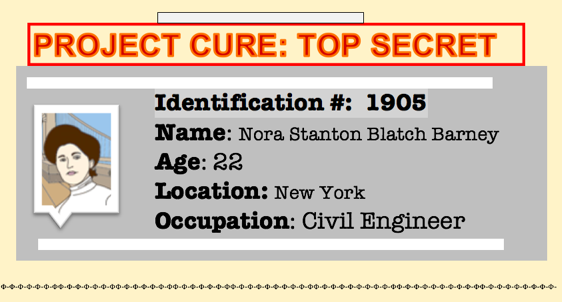 PROJECT CURE: TOP SECRET
Identification #: 1905
Name: Nora Stanton Blatch Barney
Age: 22
Location: New York
Occupation: Civil Engineer